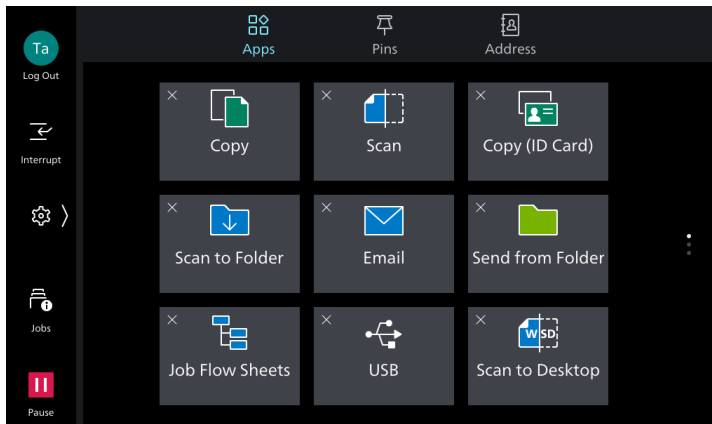 Ta
Log Out
Interrupt
Jobs
Pause
Apps
Pins
Address
Copy
Scan
Copy (ID Card)
Scan to Folder
Email
Send from Folder
Job Flow Sheets
USB
WSD
Scan to Desktop